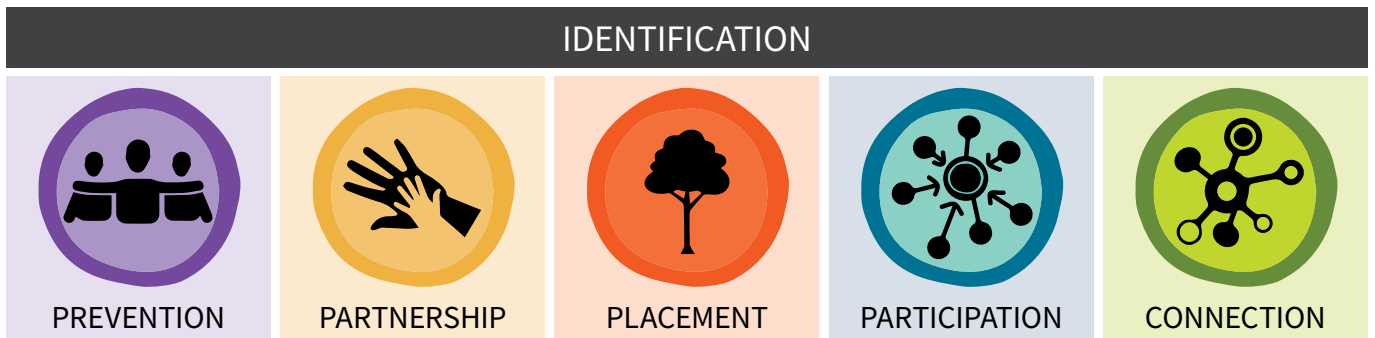 IDENTIFICATION
PREVENTION
PARTNERSHIP
PLACEMENT
PARTICIPATION
CONNECTION